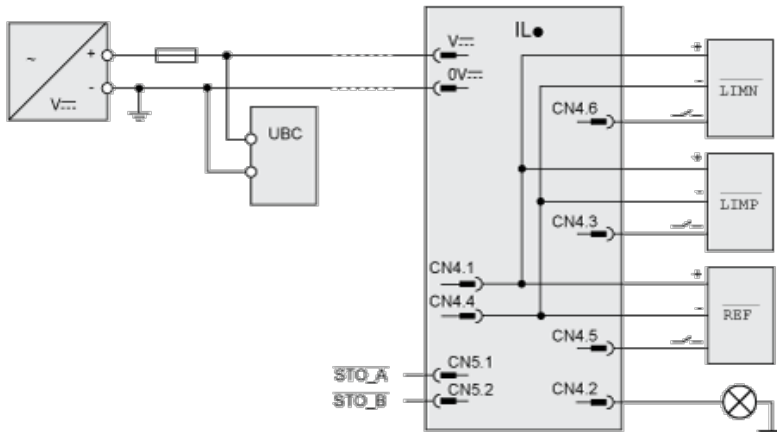 IL●
V⎓
+
~
0V⎓
-
V⎓
UBC
CN4.6
+
-
LIMN
CN4.3
+
-
LIMP
CN4.1
CN4.4
+
-
REF
CN4.5
STO_A
CN5.1
STO_B
CN5.2
CN4.2